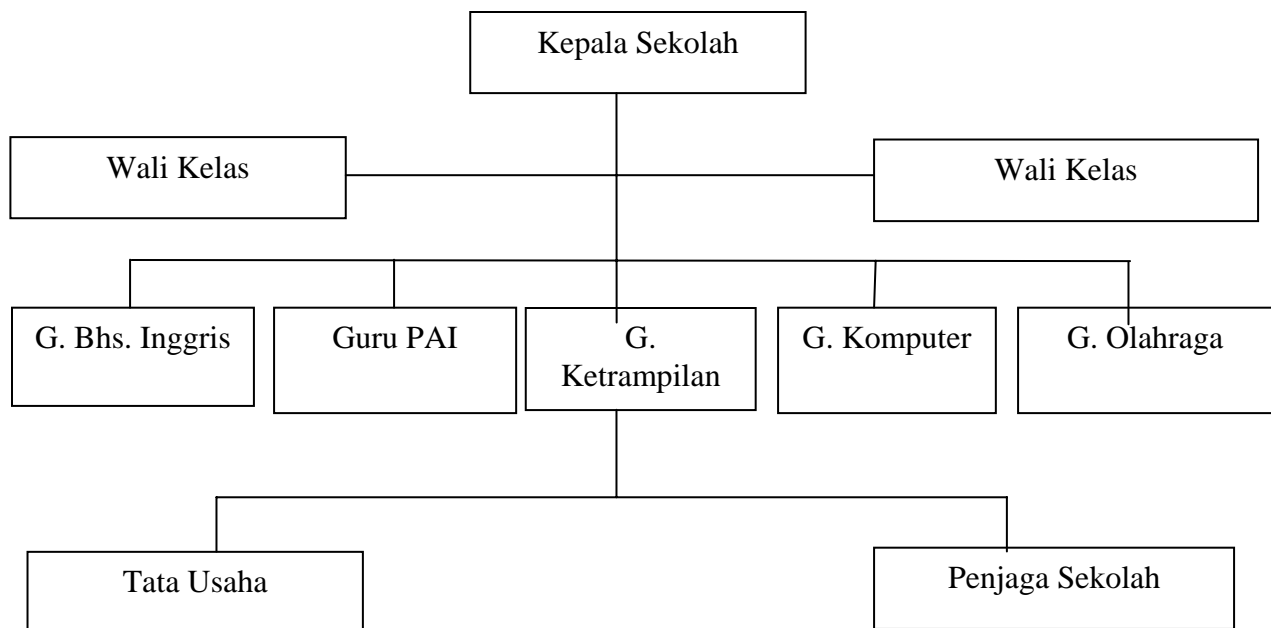 Kepala Sekolah
Wali Kelas
Wali Kelas
G. Bhs. Inggris
Guru PAI
G.
Ketrampilan
G. Komputer
G. Olahraga
Tata Usaha
Penjaga Sekolah